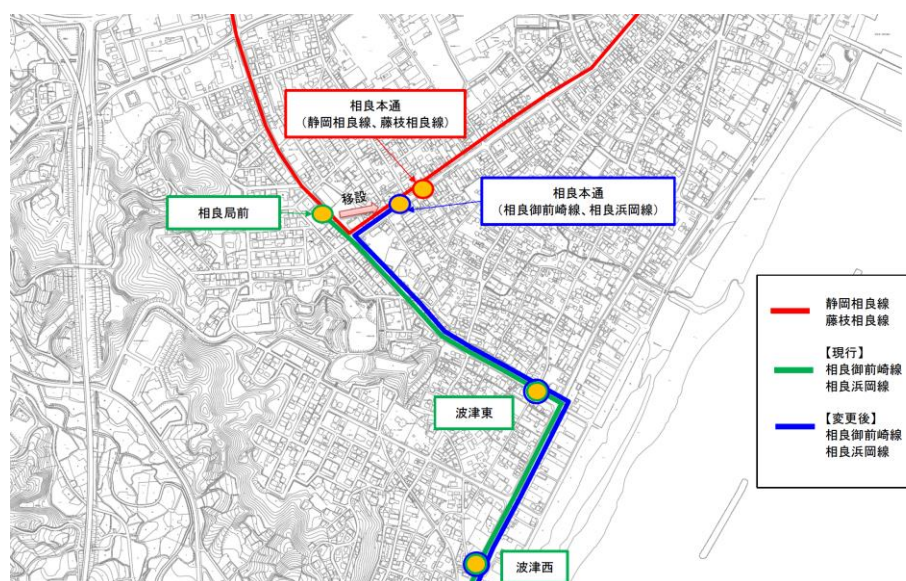 相良本通
（静岡相良線、藤枝相良線）
移設
相良局前
相良本通
（相良御前崎線、相良浜岡線）
静岡相良線
藤枝相良線
【現行】
相良御前崎線
相良浜岡線
【変更後】
相良御前崎線
相良浜岡線
波津東
波津西